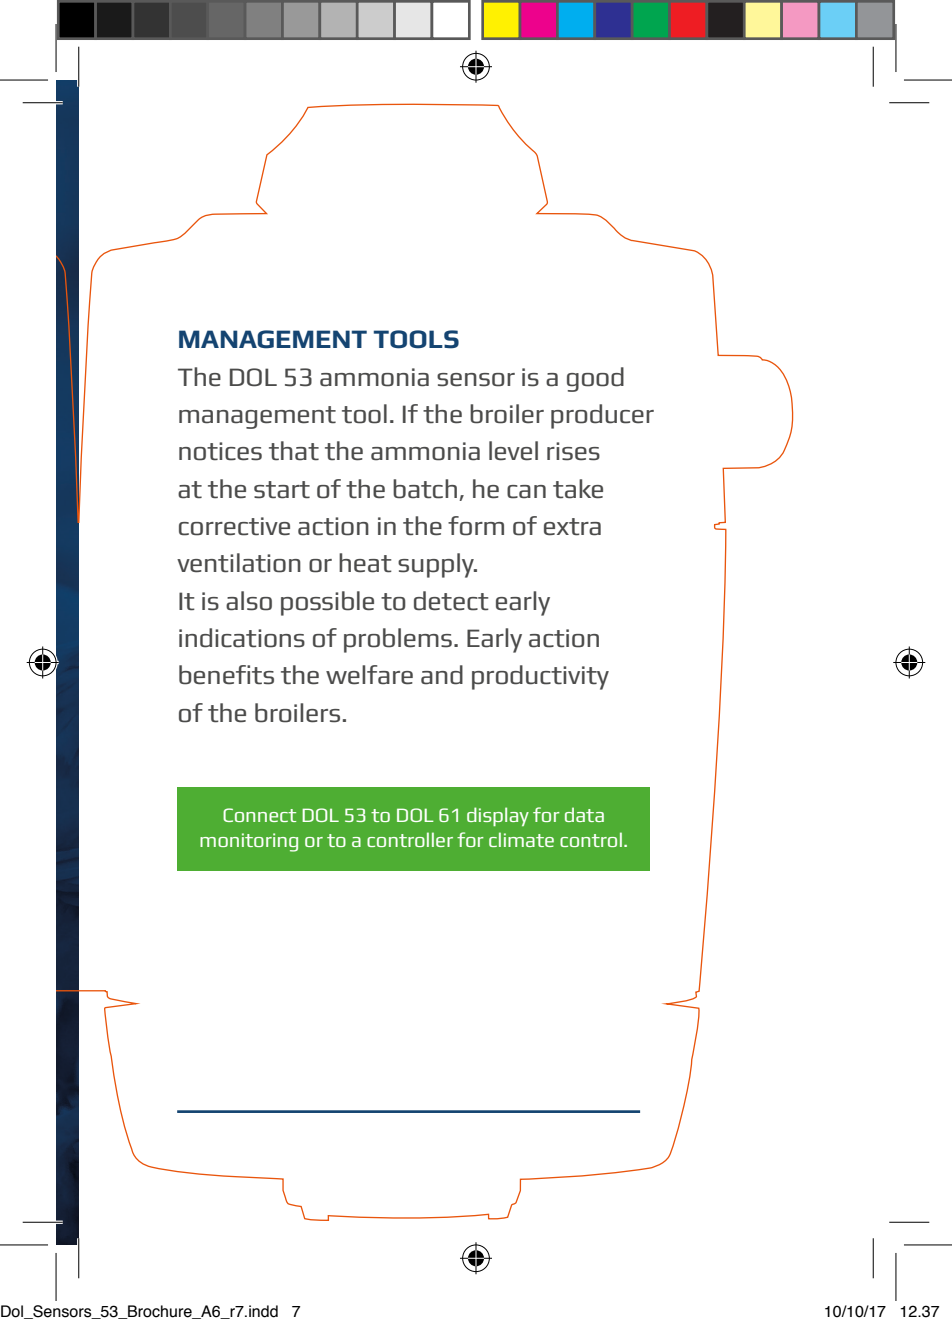 MANAGEMENT TOOLS
The DOL 53 ammonia sensor is a good
management tool. If the broiler producer
notices that the ammonia level rises
at the start of the batch, he can take
corrective action in the form of extra
ventilation or heat supply.
It is also possible to detect early
indications of problems. Early action
benefits the welfare and productivity
of the broilers.
Connect DOL 53 to DOL 61 display for data
monitoring or to a controller for climate control.
Dol_Sensors_53_Brochure_A6_r7.indd 7 10/10/17 12.37